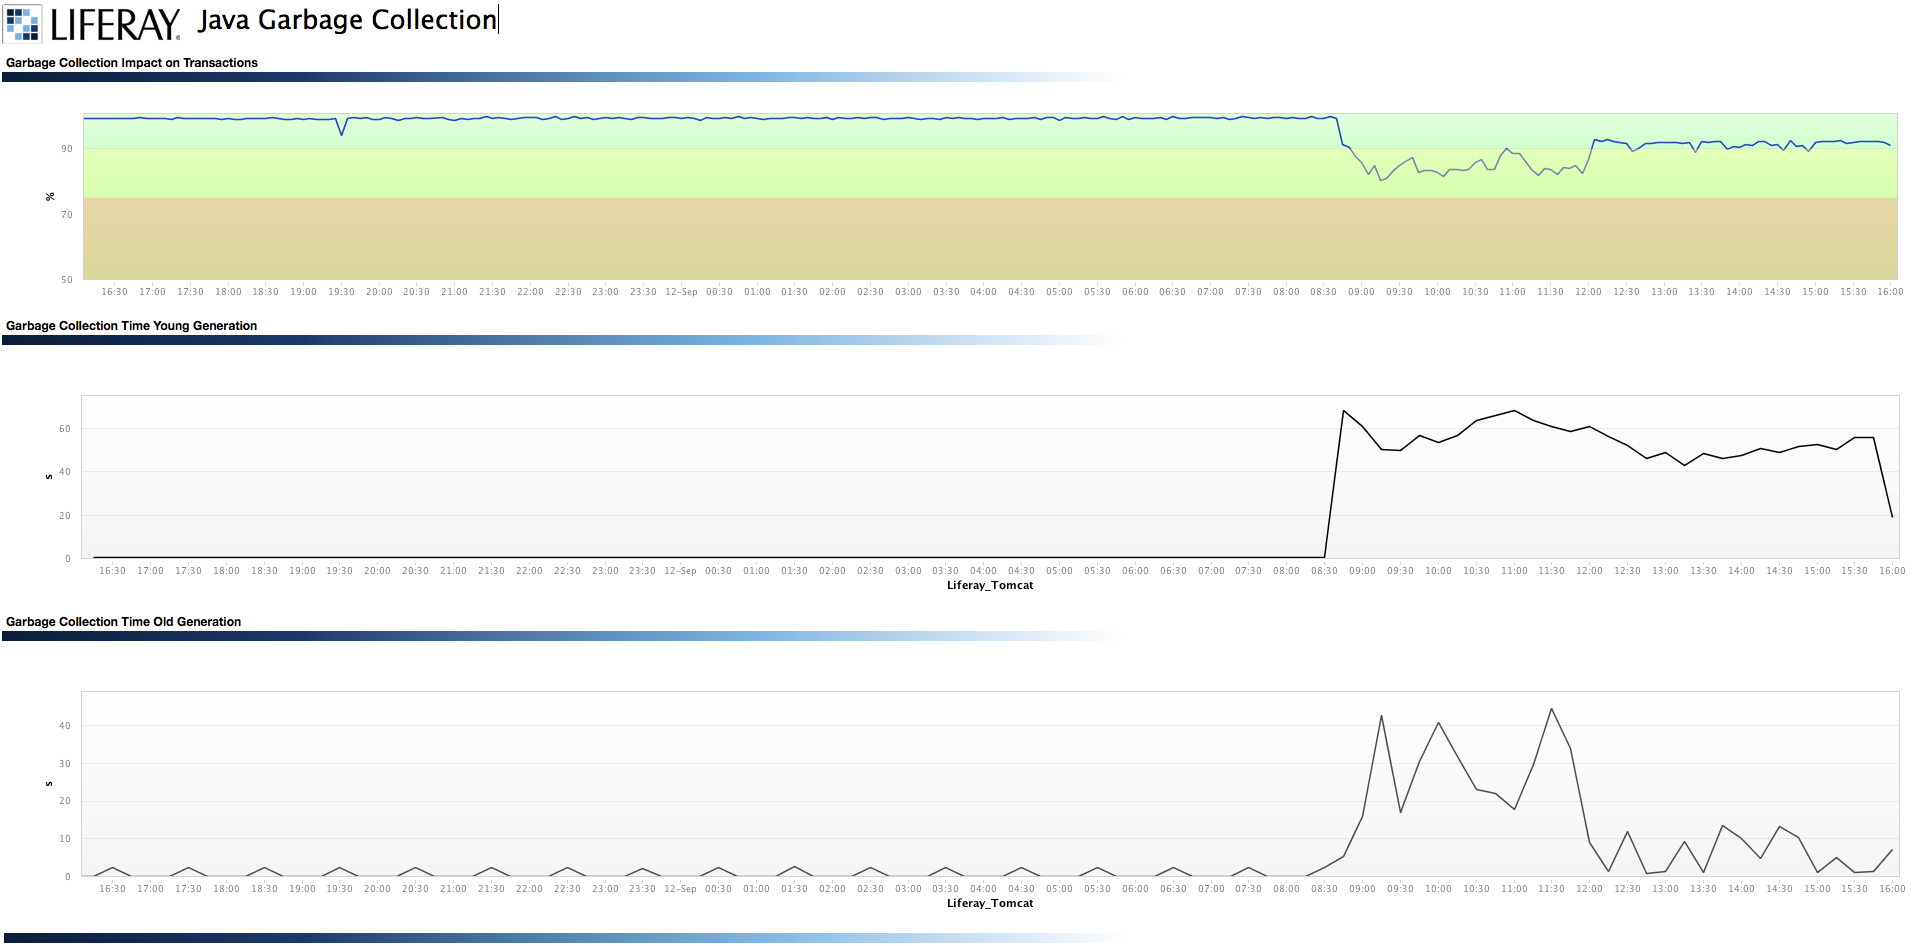 LIFERAY. Java Garbage Collection
Garbage Collection Impact on Transactions
90
%
70
50
16:30 17:00 17:30 18:00 18:30 19:00 19:30 20:00 20:30 21:00 21:30 22:00 22:30 23:00 23:30 12-Sep 00:30 01:00 01:30 02:00 02:30 03:00 03:30 04:00 04:30 05:00 05:30 06:00 06:30 07:00 07:30 08:00 08:30 09:00 09:30 10:00 10:30 11:00 11:30 12:00 12:30 13:00 13:30 14:00 14:30 15:00 15:30 16:00
Garbage Collection Time Young Generation
60
s
40
20
0
16:30 17:00 17:30 18:00 18:30 19:00 19:30 20:00 20:30 21:00 21:30 22:00 22:30 23:00 23:30 12-Sep 00:30 01:00 01:30 02:00 02:30 03:00 03:30 04:00 04:30 05:00 05:30 06:00 06:30 07:00 07:30 08:00 08:30 09:00 09:30 10:00 10:30 11:00 11:30 12:00 12:30 13:00 13:30 14:00 14:30 15:00 15:30 16:00
Liferay_Tomcat
Garbage Collection Time Old Generation
40
30
s
20
10
0
16:30 17:00 17:30 18:00 18:30 19:00 19:30 20:00 20:30 21:00 21:30 22:00 22:30 23:00 23:30 12-Sep 00:30 01:00 01:30 02:00 02:30 03:00 03:30 04:00 04:30 05:00 05:30 06:00 06:30 07:00 07:30 08:00 08:30 09:00 09:30 10:00 10:30 11:00 11:30 12:00 12:30 13:00 13:30 14:00 14:30 15:00 15:30 16:00
Liferay_Tomcat